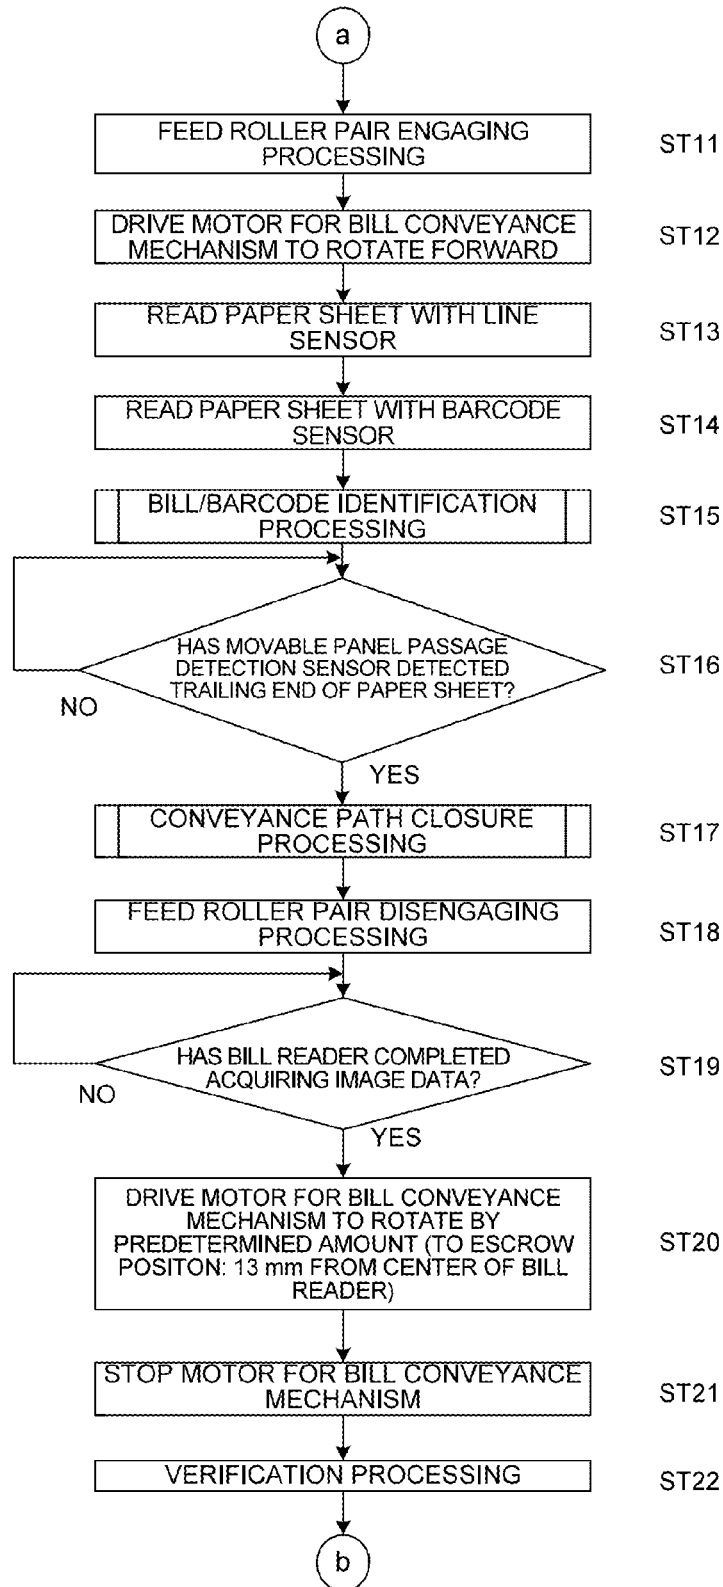 a
FEED ROLLER PAIR ENGAGING
PROCESSING
ST11
DRIVE MOTOR FOR BILL CONVEYANCE
MECHANISM TO ROTATE FORWARD
ST12
READ PAPER SHEET WITH LINE
SENSOR
ST13
READ PAPER SHEET WITH BARCODE
SENSOR
ST14
BILL/BARCODE IDENTIFICATION
PROCESSING
ST15
HAS MOVABLE PANEL PASSAGE
DETECTION SENSOR DETECTED
TRAILING END OF PAPER SHEET?
ST16
NO
YES
CONVEYANCE PATH CLOSURE
PROCESSING
ST17
FEED ROLLER PAIR DISENGAGING
PROCESSING
ST18
HAS BILL READER COMPLETED
ACQUIRING IMAGE DATA?
ST19
NO
YES
DRIVE MOTOR FOR BILL CONVEYANCE
MECHANISM TO ROTATE BY
PREDETERMINED AMOUNT (TO ESCROW
POSITON: 13 mm FROM CENTER OF BILL
READER)
ST20
STOP MOTOR FOR BILL CONVEYANCE
MECHANISM
ST21
VERIFICATION PROCESSING
ST22
b